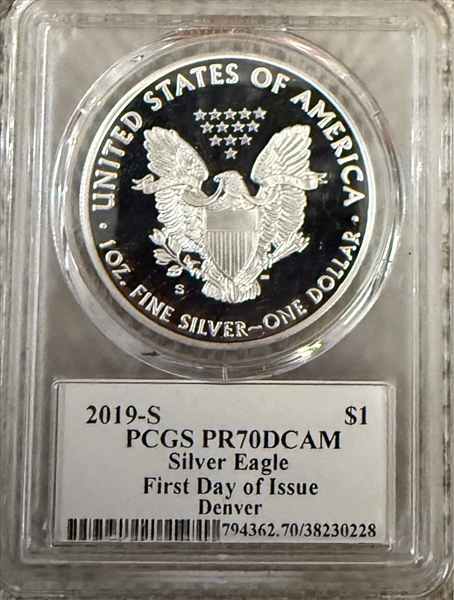 UNITED STATES OF AMERICA
S
1 OZ. FINE SILVER~ONE DOLLAR
2019-S $1
PCGS PR70DCAM
Silver Eagle
First Day of Issue
Denver
794362.70/38230228